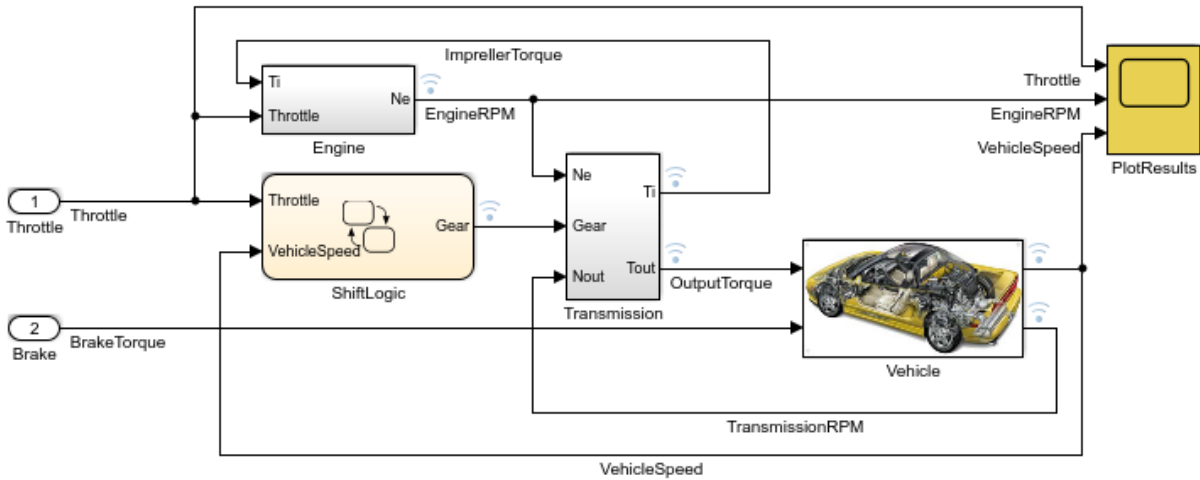 ImprellerTorque
Ti
Throttle
Ne
EngineRPM
Engine
Throttle
EngineRPM
VehicleSpeed
PlotResults
1
Throttle
Throttle
Throttle
VehicleSpeed
Gear
ShiftLogic
Ne
Gear
Nout
Ti
Tout
Transmission
OutputTorque
2
Brake
BrakeTorque
Vehicle
TransmissionRPM
VehicleSpeed